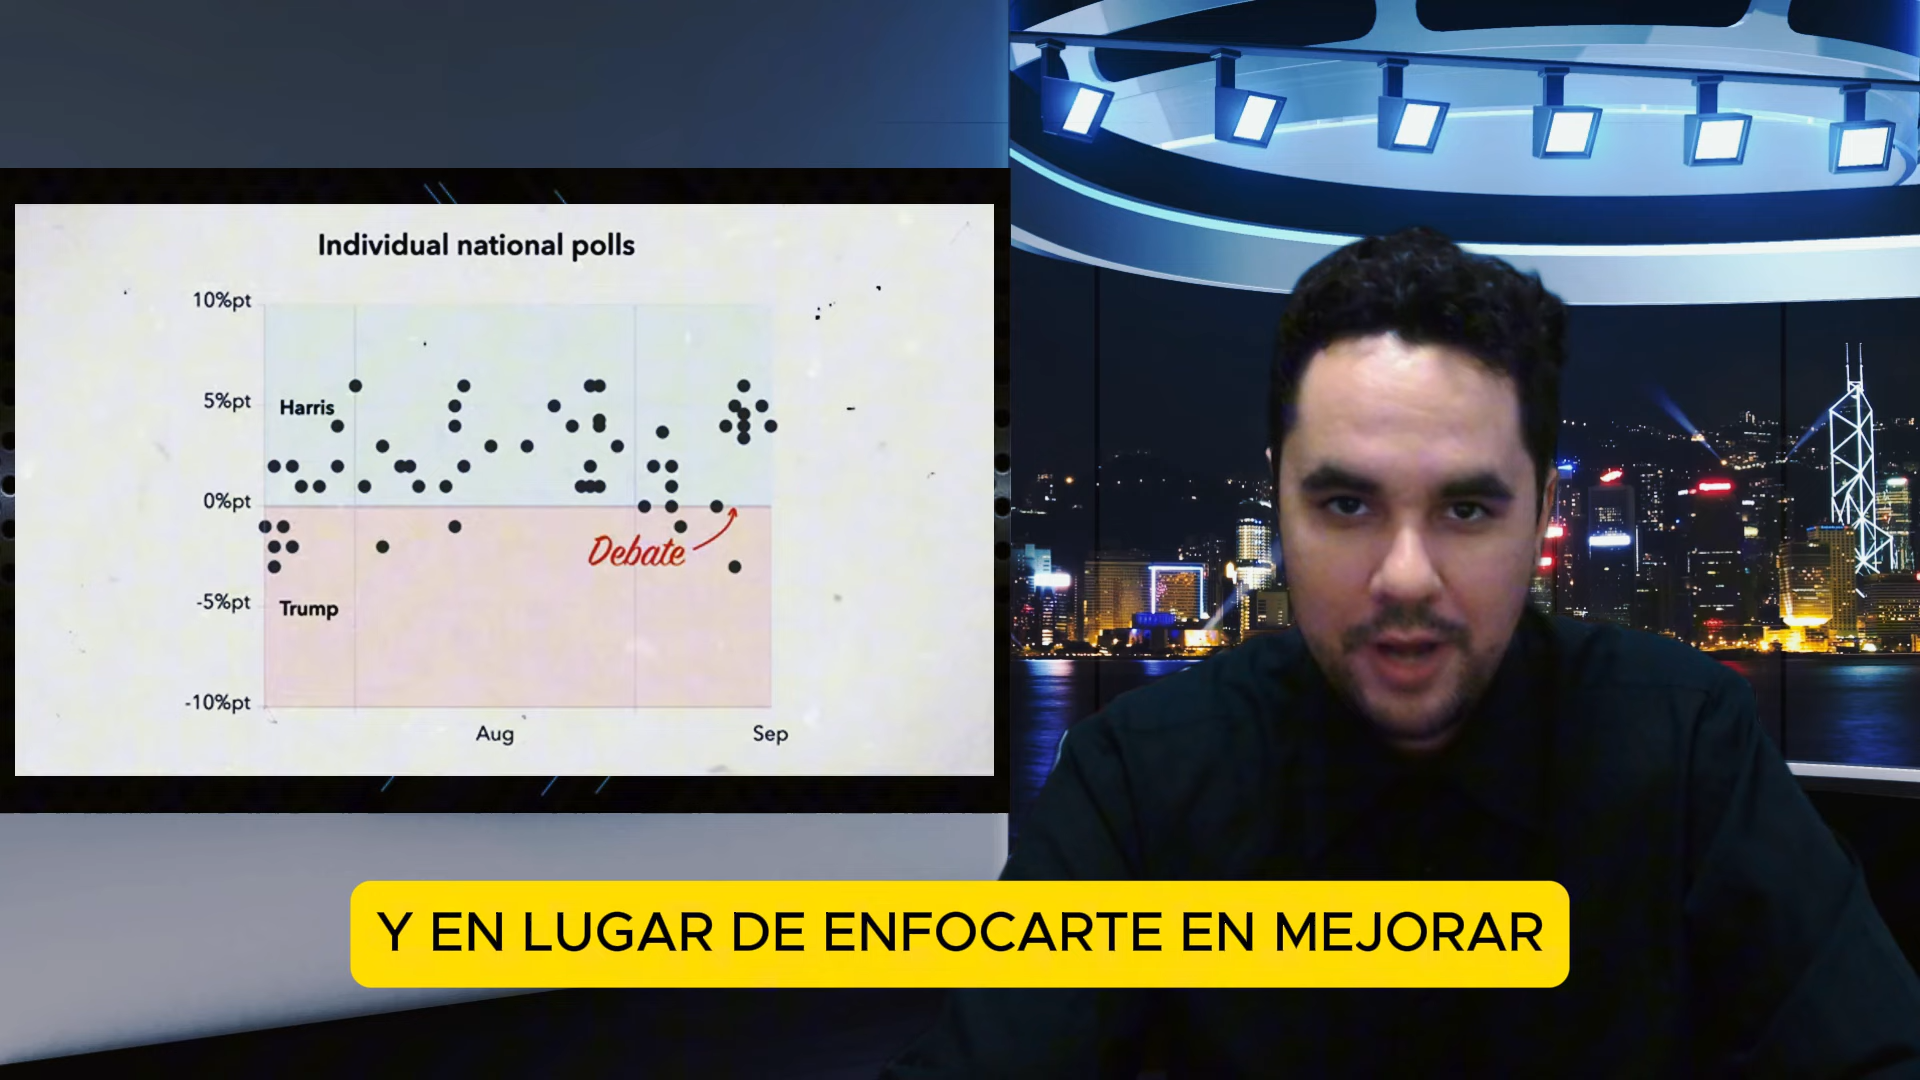 Individual national polls
10%pt
5%pt
Harris
0%pt
Debate
-5%pt
Trump
-10%pt
Aug
Sep
Y EN LUGAR DE ENFOCARTE EN MEJORAR